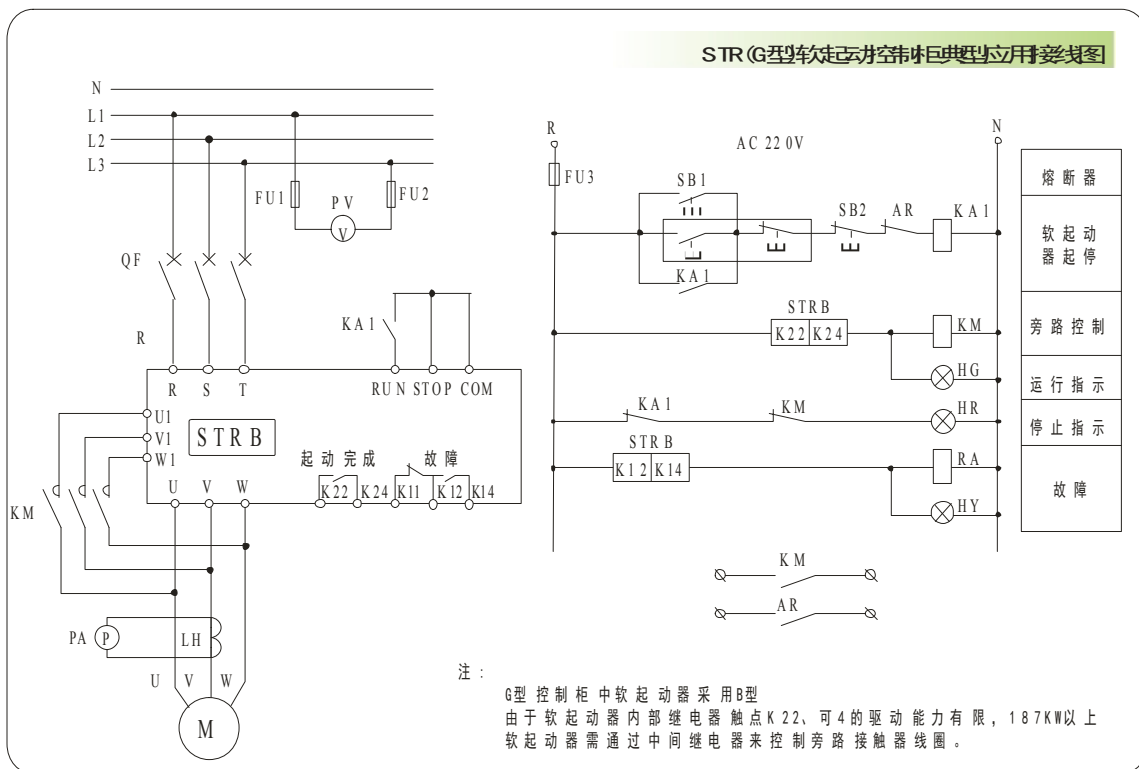 STR(G型)软起动控制柜典型应用接线图
N
L1
L2
L3
FU1
PV
V
FU2
QF
R
KA1
R S T
RUN STOP COM
U1
V1
W1
STRB
起动完成
故障
K22 K24 K11 K12 K14
U V W
KM
PA
P
LH
U V W
M
R
AC 220V
N
FU3
SB1
SB2
AR
KA1
KA1
STRB
K22 K24
KM
HG
KA1
KM
HR
STRB
K12 K14
RA
HY
KM
AR
熔断器
软起动
器起停
旁路控制
运行指示
停止指示
故障
注：
G型控制柜中软起动器采用B型
由于软起动器内部继电器触点K22、可4的驱动能力有限，187KW以上
软起动器需通过中间继电器来控制旁路接触器线圈。